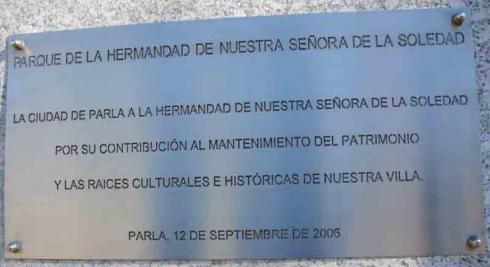 PARQUE DE LA HERMANDAD DE NUESTRA SEÑORA DE LA SOLEDAD
LA CIUDAD DE PARLA A LA HERMANDAD DE NUESTRA SEÑORA DE LA SOLEDAD
POR SU CONTRIBUCIÓN AL MANTENIMIENTO DEL PATRIMONIO
Y LAS RAICES CULTURALES E HISTÓRICAS DE NUESTRA VILLA.
PARLA, 12 DE SEPTIEMBRE DE 2006